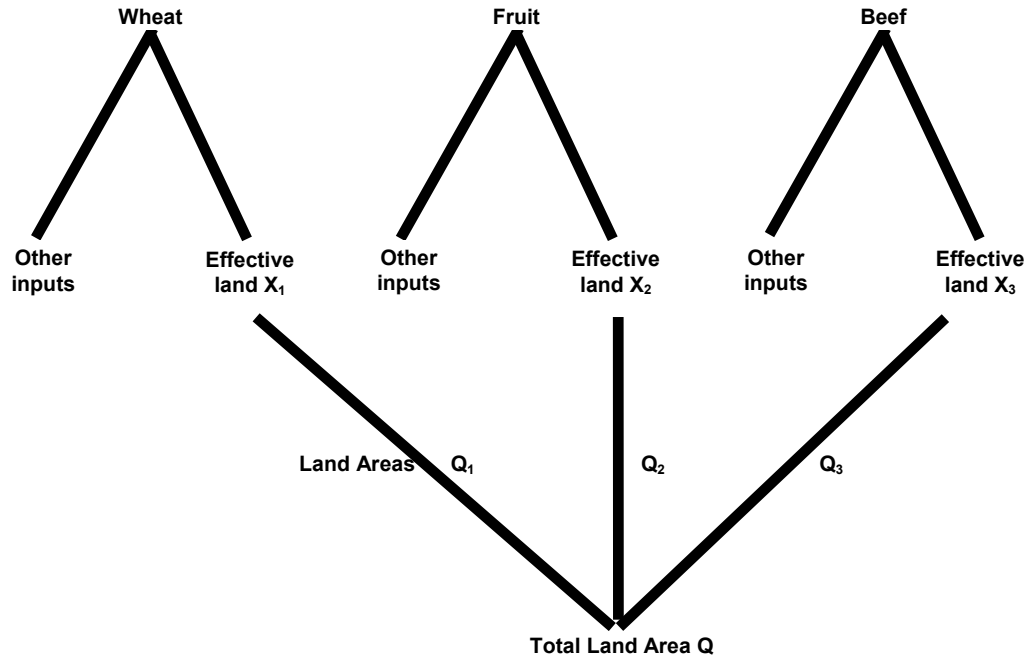 Wheat
Fruit
Beef
Other
inputs
Effective
land X₁
Other
inputs
Effective
land X₂
Other
inputs
Effective
land X₃
Land Areas
Q₁
Q₂
Q₃
Total Land Area Q